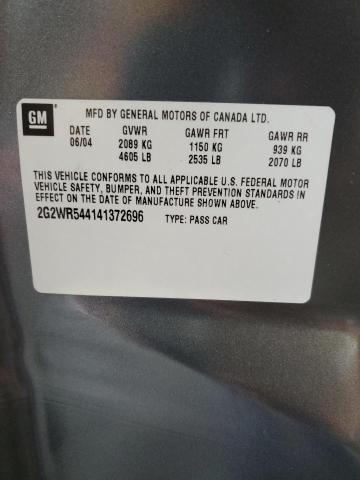 GM
MFD BY GENERAL MOTORS OF CANADA LTD.
DATE GVWR GAWR FRT GAWR RR
06/04 2089 KG 1150 KG 939 KG
4605 LB 2535 LB 2070 LB
THIS VEHICLE CONFORMS TO ALL APPLICABLE U.S. FEDERAL MOTOR
VEHICLE SAFETY, BUMPER, AND THEFT PREVENTION STANDARDS IN
EFFECT ON THE DATE OF MANUFACTURE SHOWN ABOVE.
2G2WR544141372696 TYPE: PASS CAR